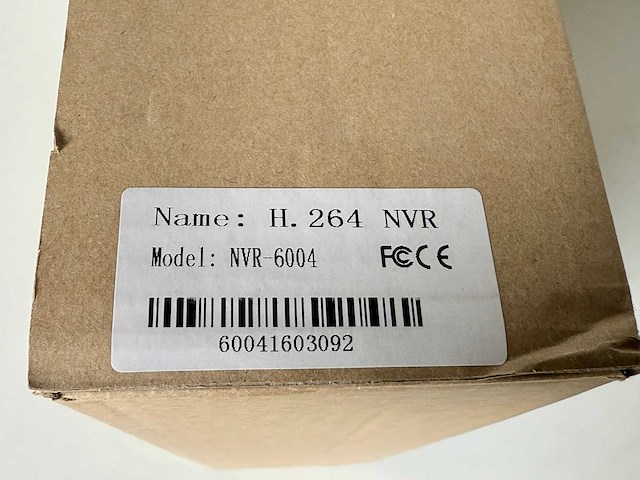 Name: H.264 NVR
Model: NVR-6004 FC CE
60041603092